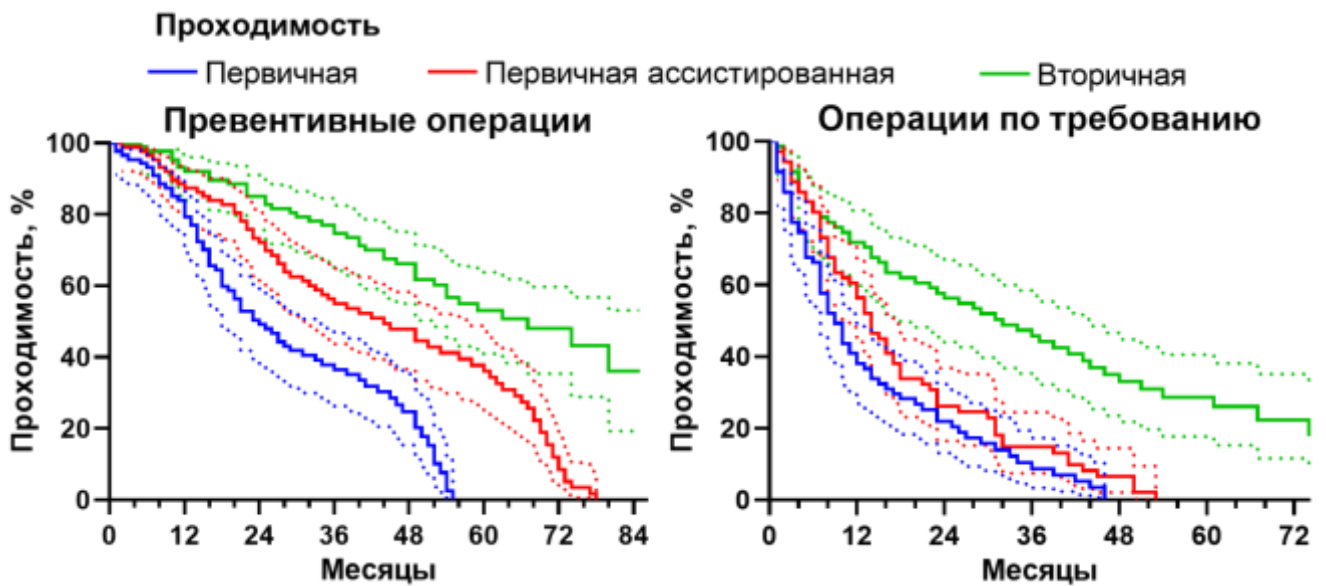 Проходимость
Первичная
Первичная ассистированная
Вторичная
Превентивные операции
Проходимость, %
100
80
60
40
20
0
0 12 24 36 48 60 72 84
Месяцы
Операции по требованию
Проходимость, %
100
80
60
40
20
0
0 12 24 36 48 60 72
Месяцы